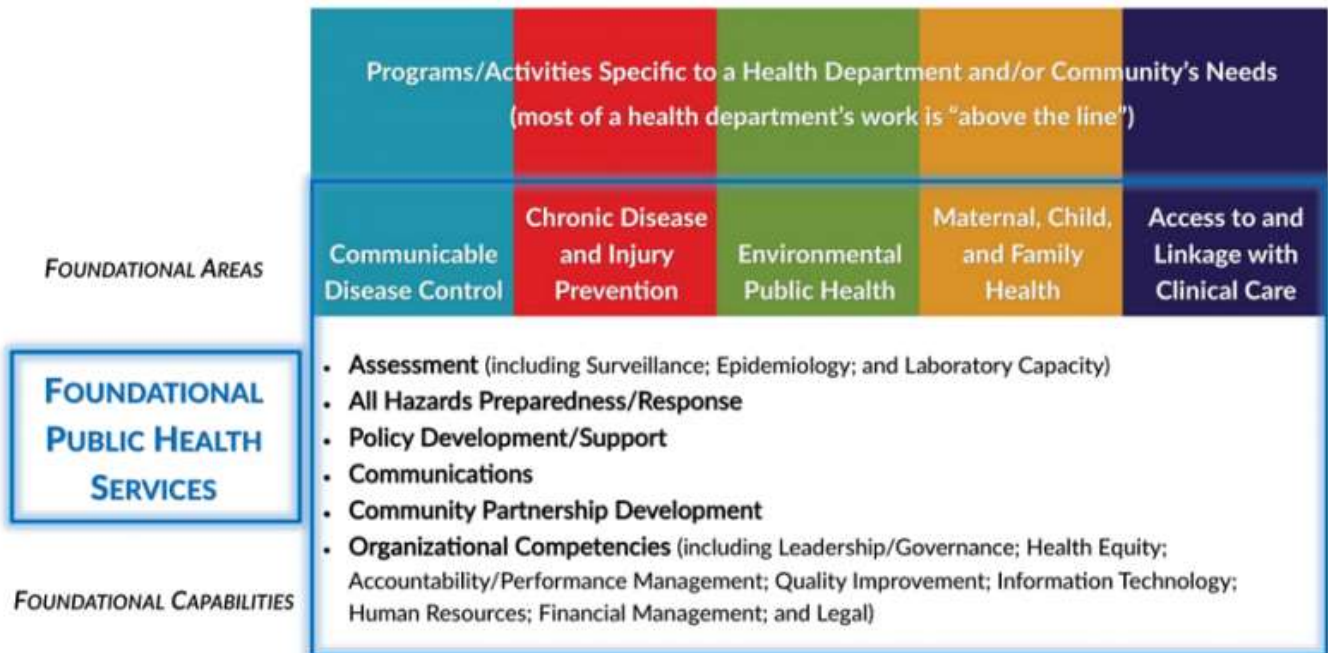 Programs/Activities Specific to a Health Department and/or Community's Needs
(most of a health department's work is "above the line")
FOUNDATIONAL AREAS
Communicable
Disease Control
Chronic Disease
and Injury
Prevention
Environmental
Public Health
Maternal, Child,
and Family
Health
Access to and
Linkage with
Clinical Care
FOUNDATIONAL
PUBLIC HEALTH
SERVICES
• Assessment (including Surveillance; Epidemiology; and Laboratory Capacity)
• All Hazards Preparedness/Response
• Policy Development/Support
• Communications
• Community Partnership Development
• Organizational Competencies (including Leadership/Governance; Health Equity;
Accountability/Performance Management; Quality Improvement; Information Technology;
Human Resources; Financial Management; and Legal)
FOUNDATIONAL CAPABILITIES